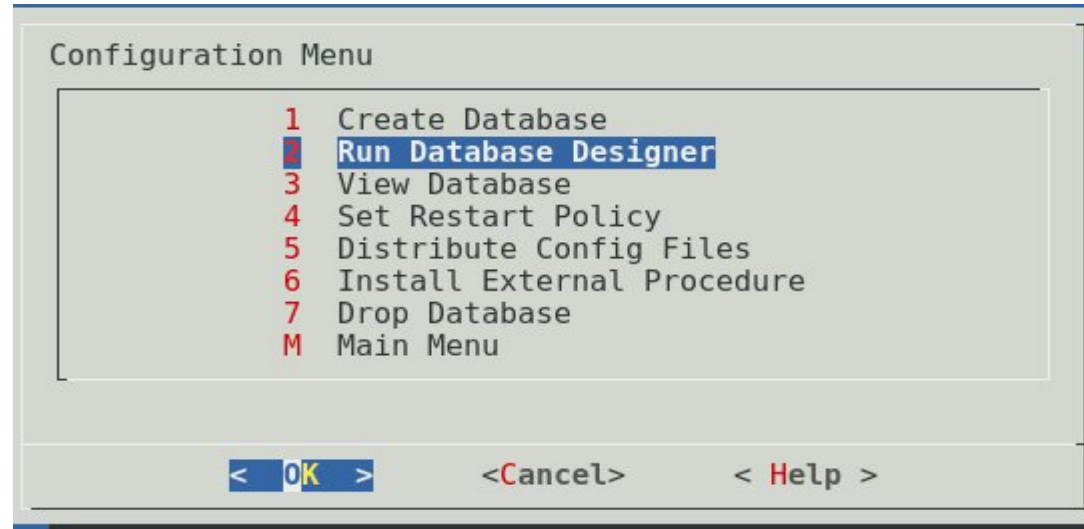 Configuration Menu
1 Create Database
2 Run Database Designer
3 View Database
4 Set Restart Policy
5 Distribute Config Files
6 Install External Procedure
7 Drop Database
M Main Menu
< OK > <Cancel> < Help >